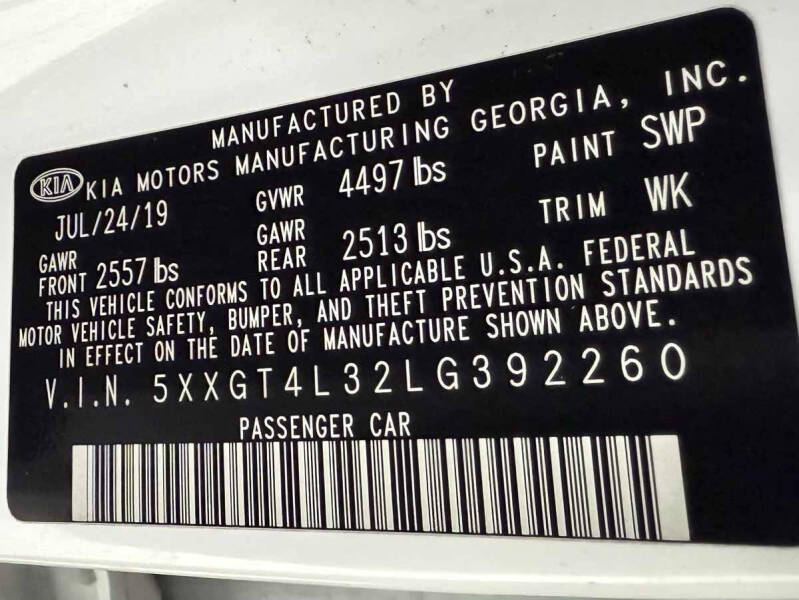 MANUFACTURED BY
KIA KIA MOTORS MANUFACTURING GEORGIA, INC.
JUL/24/19 GVWR 4497 lbs PAINT SWP
GAWR FRONT 2557 lbs GAWR REAR 2513 lbs TRIM WK
THIS VEHICLE CONFORMS TO ALL APPLICABLE U.S.A. FEDERAL
MOTOR VEHICLE SAFETY, BUMPER, AND THEFT PREVENTION STANDARDS
IN EFFECT ON THE DATE OF MANUFACTURE SHOWN ABOVE.
V.I.N. 5XXGT4L32LG392260
PASSENGER CAR